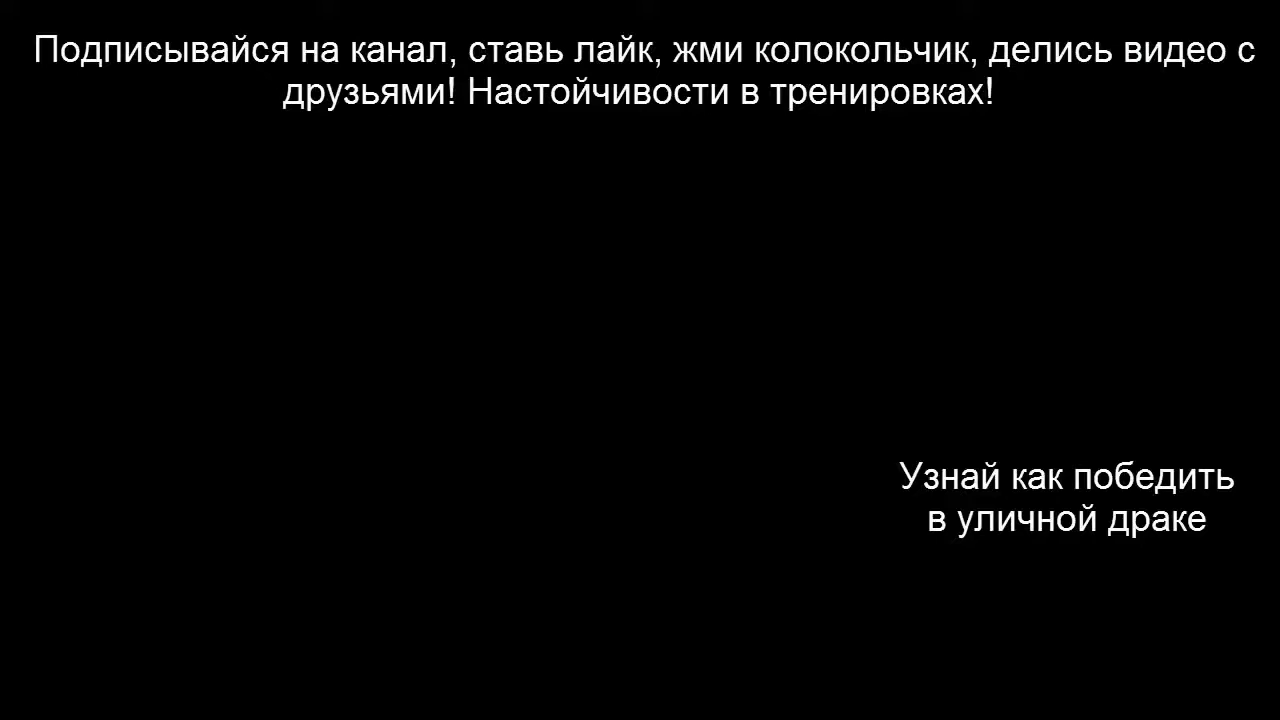 Подписывайся на канал, ставь лайк, жми колокольчик, делись видео с
друзьями! Настойчивости в тренировках!
Узнай как победить
в уличной драке